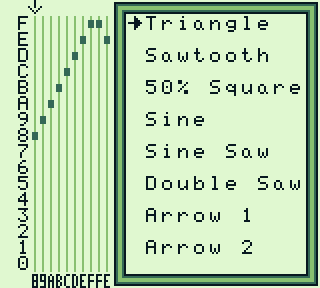 F
E
D
C
B
A
9
8
7
6
5
4
3
2
1
0
89ABCDEFFE
Triangle
Sawtooth
50% Square
Sine
Sine Saw
Double Saw
Arrow 1
Arrow 2